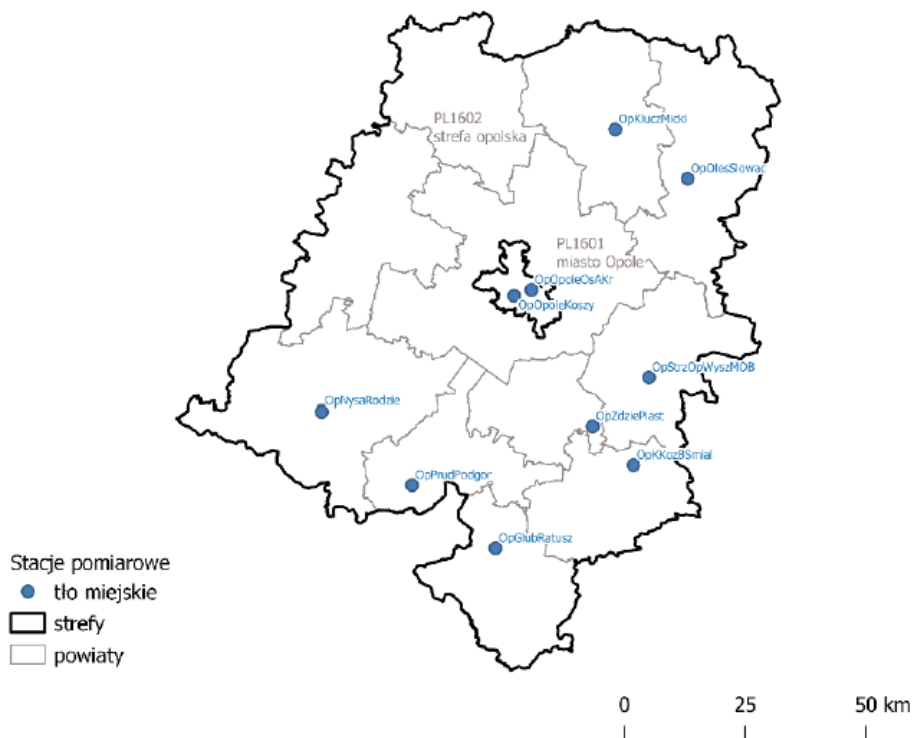 OpKluczMicki
PL1602
strefa opolska
OpOlesSlowac
PL1601
miasto Opole
OpOpoleOsAKr
OpOpoleKoszy
OpStrzOpWyszMOB
OpNysaRodzie
OpZdziePiast
OpKKozBSmial
OpPrudPodgor
OpGlubRatusz
Stacje pomiarowe
tło miejskie
strefy
powiaty
0 25 50 km